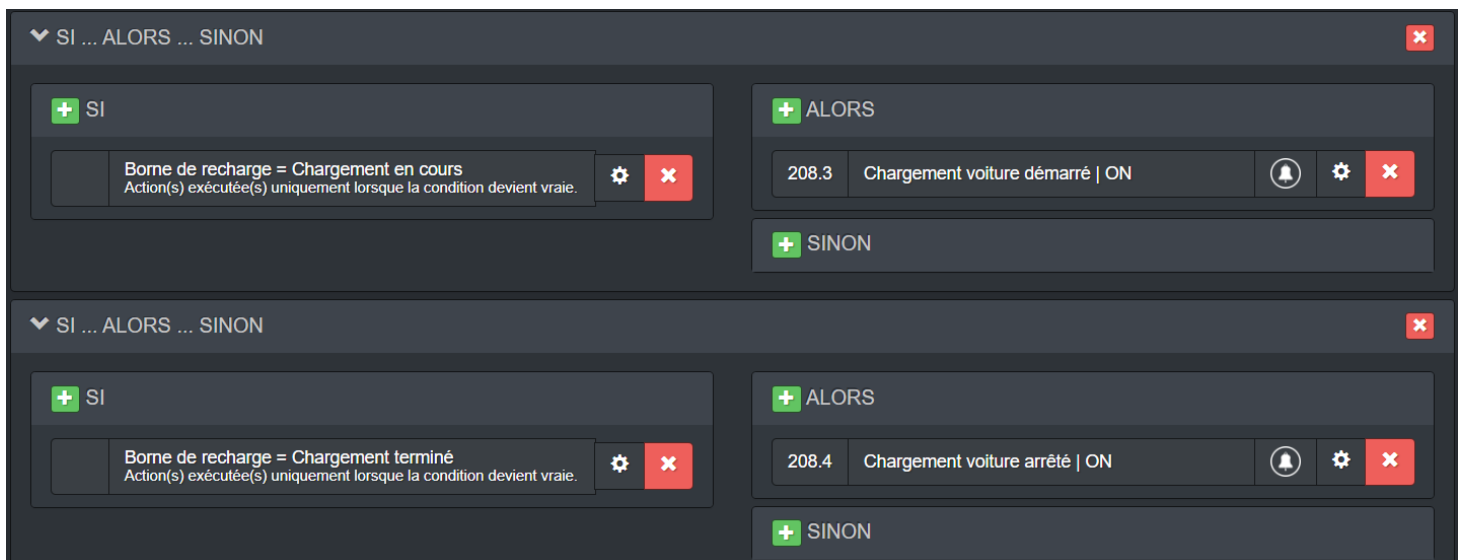 SI ... ALORS ... SINON
SI
Borne de recharge = Chargement en cours
Action(s) exécutée(s) uniquement lorsque la condition devient vraie.
ALORS
208.3 Chargement voiture démarré | ON
SINON
SI ... ALORS ... SINON
SI
Borne de recharge = Chargement terminé
Action(s) exécutée(s) uniquement lorsque la condition devient vraie.
ALORS
208.4 Chargement voiture arrêté | ON
SINON